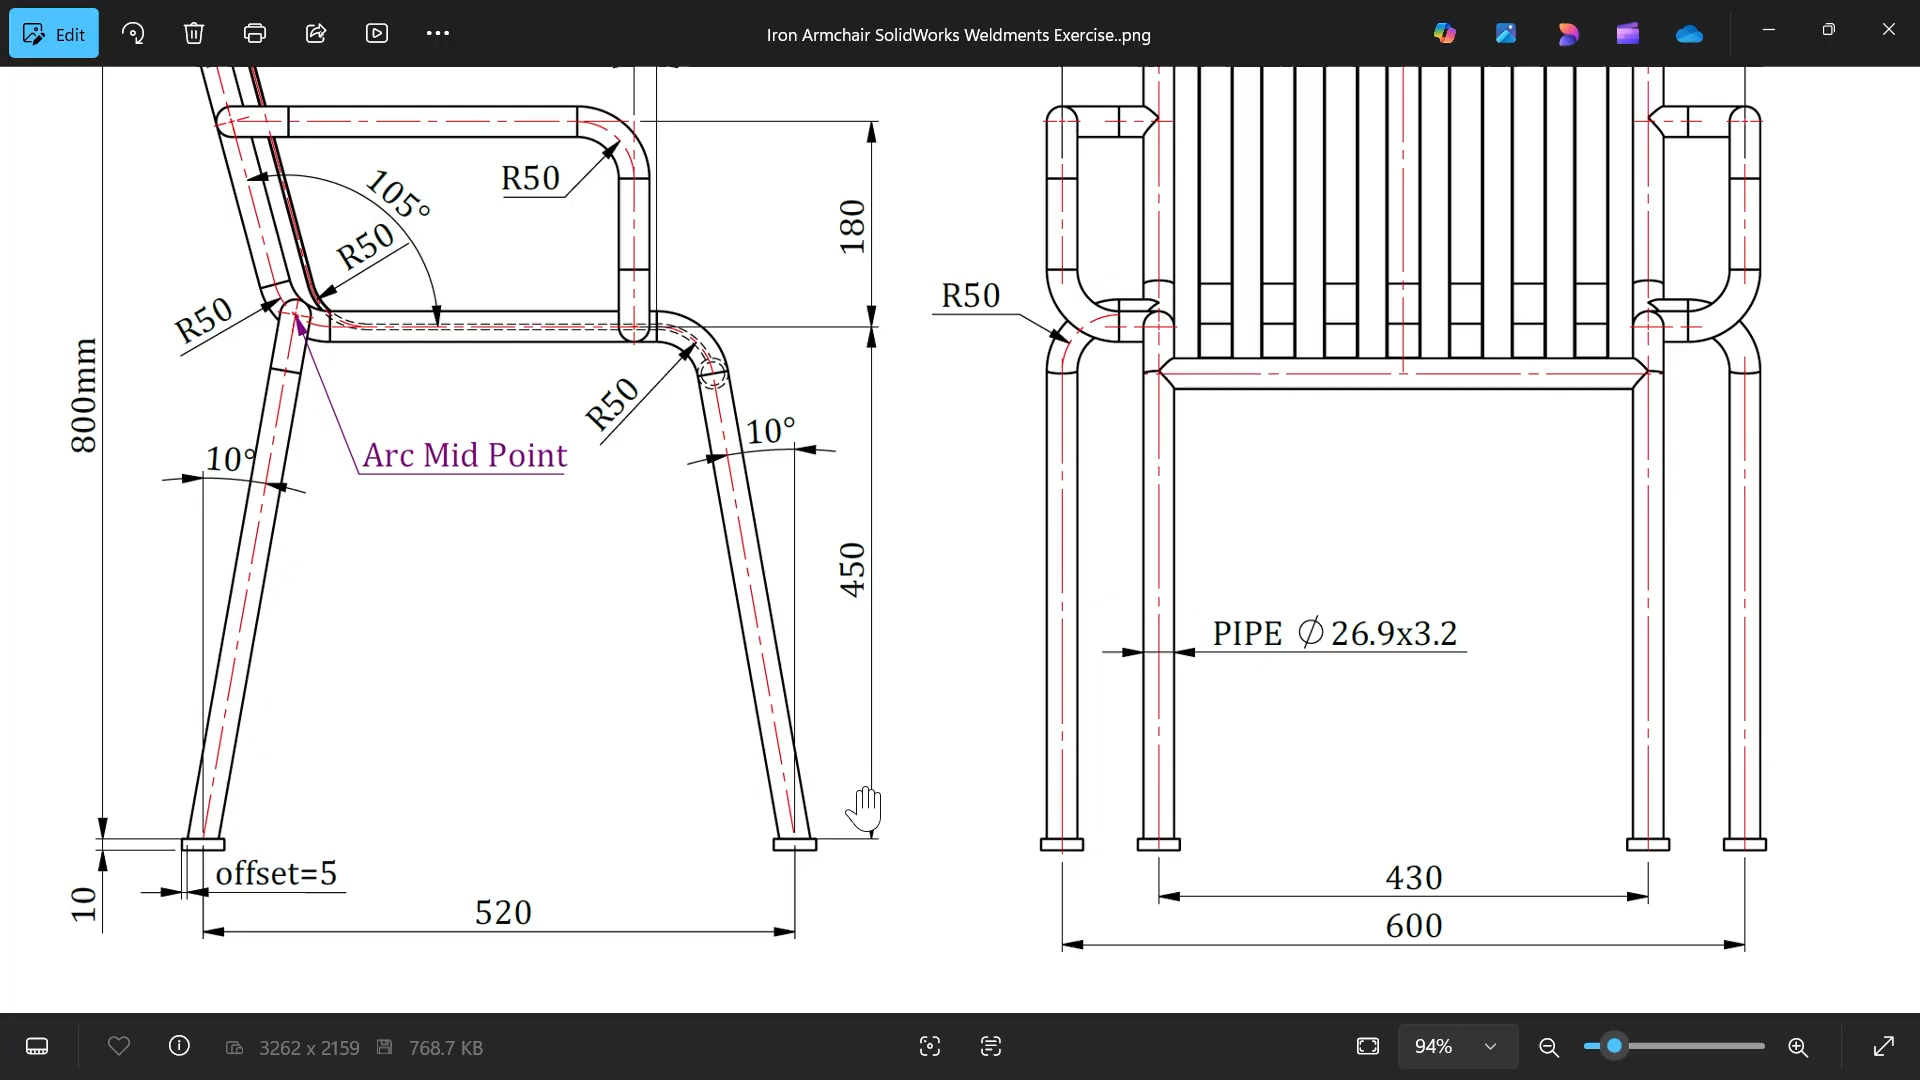 Edit
Iron Armchair SolidWorks Weldments Exercise..png
R50
105°
R50
R50
180
R50
800mm
R50
10°
10°
Arc Mid Point
450
PIPE ∅ 26.9x3.2
offset=5
10
520
430
600
3262 x 2159
768.7 KB
94%